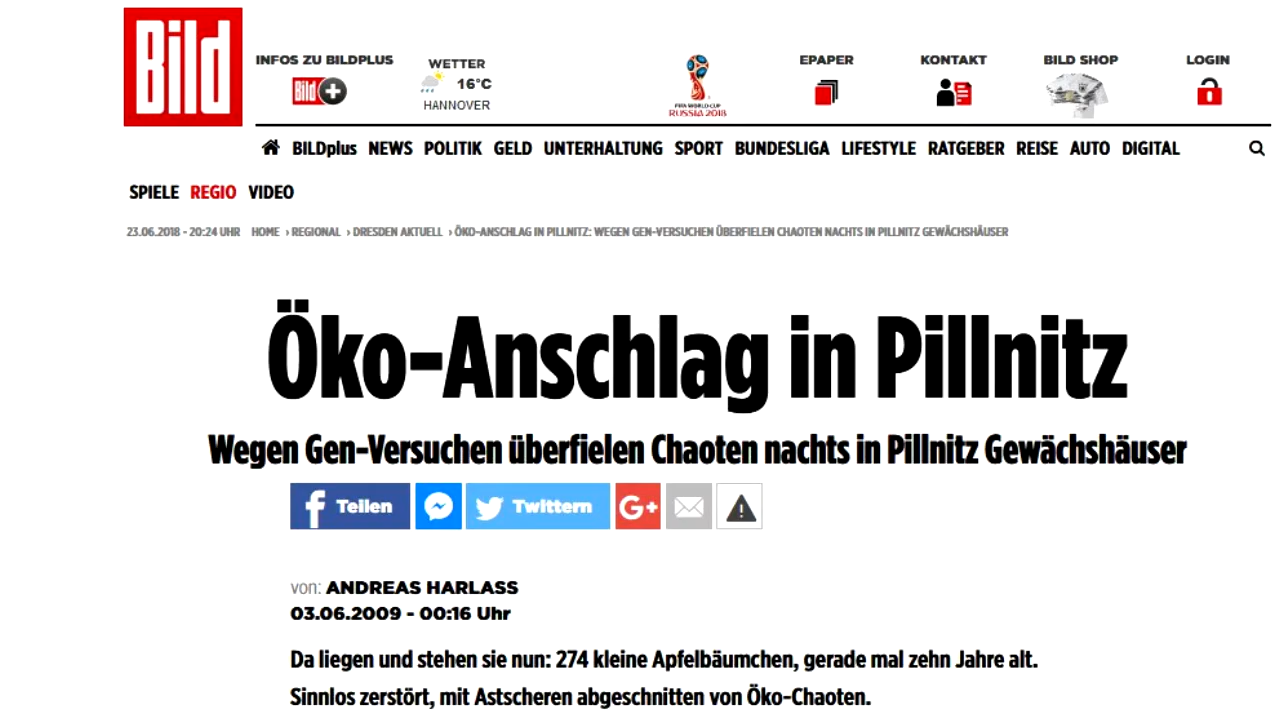 Bild
INFOS ZU BILDPLUS
Bild +
WETTER
16°C
HANNOVER
FIFA WORLD CUP
RUSSIA 2018
EPAPER
KONTAKT
BILD SHOP
LOGIN
BILDplus NEWS POLITIK GELD UNTERHALTUNG SPORT BUNDESLIGA LIFESTYLE RATGEBER REISE AUTO DIGITAL
SPIELE REGIO VIDEO
23.06.2018 - 20:24 UHR HOME › REGIONAL › DRESDEN AKTUELL › ÖKO-ANSCHLAG IN PILLNITZ: WEGEN GEN-VERSUCHEN ÜBERFIELEN CHAOTEN NACHTS IN PILLNITZ GEWÄCHSHÄUSER
Öko-Anschlag in Pillnitz
Wegen Gen-Versuchen überfielen Chaoten nachts in Pillnitz Gewächshäuser
f Teilen
Twittern
G+
von: ANDREAS HARLASS
03.06.2009 - 00:16 Uhr
Da liegen und stehen sie nun: 274 kleine Apfelbäumchen, gerade mal zehn Jahre alt.
Sinnlos zerstört, mit Astscheren abgeschnitten von Öko-Chaoten.